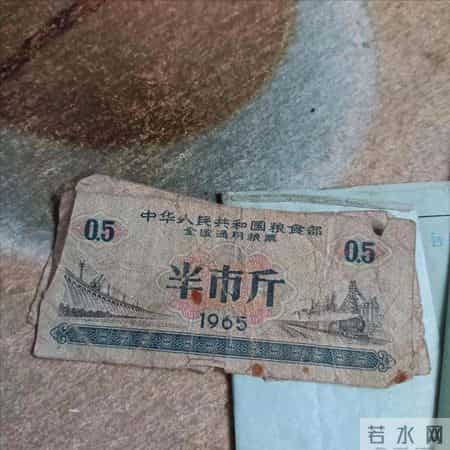 中华人民共和国粮食部
全国通用粮票
0.5
0.5
半市斤
1965
若水网